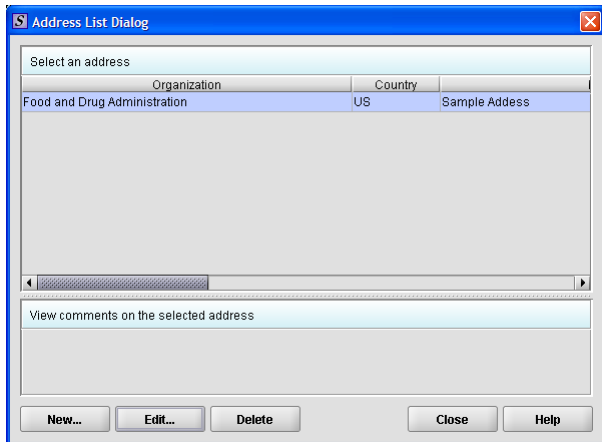 S Address List Dialog
Select an address
Organization Country
Food and Drug Administration US Sample Addess
View comments on the selected address
New... Edit... Delete Close Help